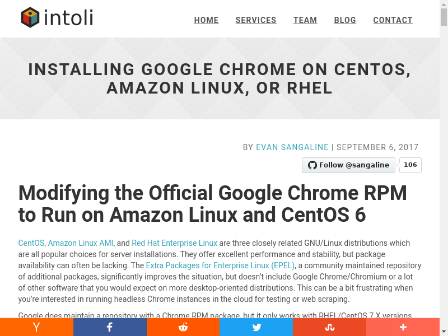 intoli
HOME SERVICES TEAM BLOG CONTACT
INSTALLING GOOGLE CHROME ON CENTOS,
AMAZON LINUX, OR RHEL
BY EVAN SANGALINE | SEPTEMBER 6, 2017
Follow @sangaline 106
Modifying the Official Google Chrome RPM
to Run on Amazon Linux and CentOS 6
CentOS, Amazon Linux AMI, and Red Hat Enterprise Linux are three closely related GNU/Linux distributions which
are all popular choices for server installations. They offer excellent performance and stability, but package
availability can often be lacking. The Extra Packages for Enterprise Linux (EPEL), a community maintained repository
of additional packages, significantly improves the situation, but doesn't include Google Chrome/Chromium or a lot
of other software that you would expect on more desktop-oriented distributions. This can be a bit frustrating when
you're interested in running headless Chrome instances in the cloud for testing or web scraping.
Google does maintain a repository with a Chrome RPM package, but it only works with RHEL/CentOS 7.X versions